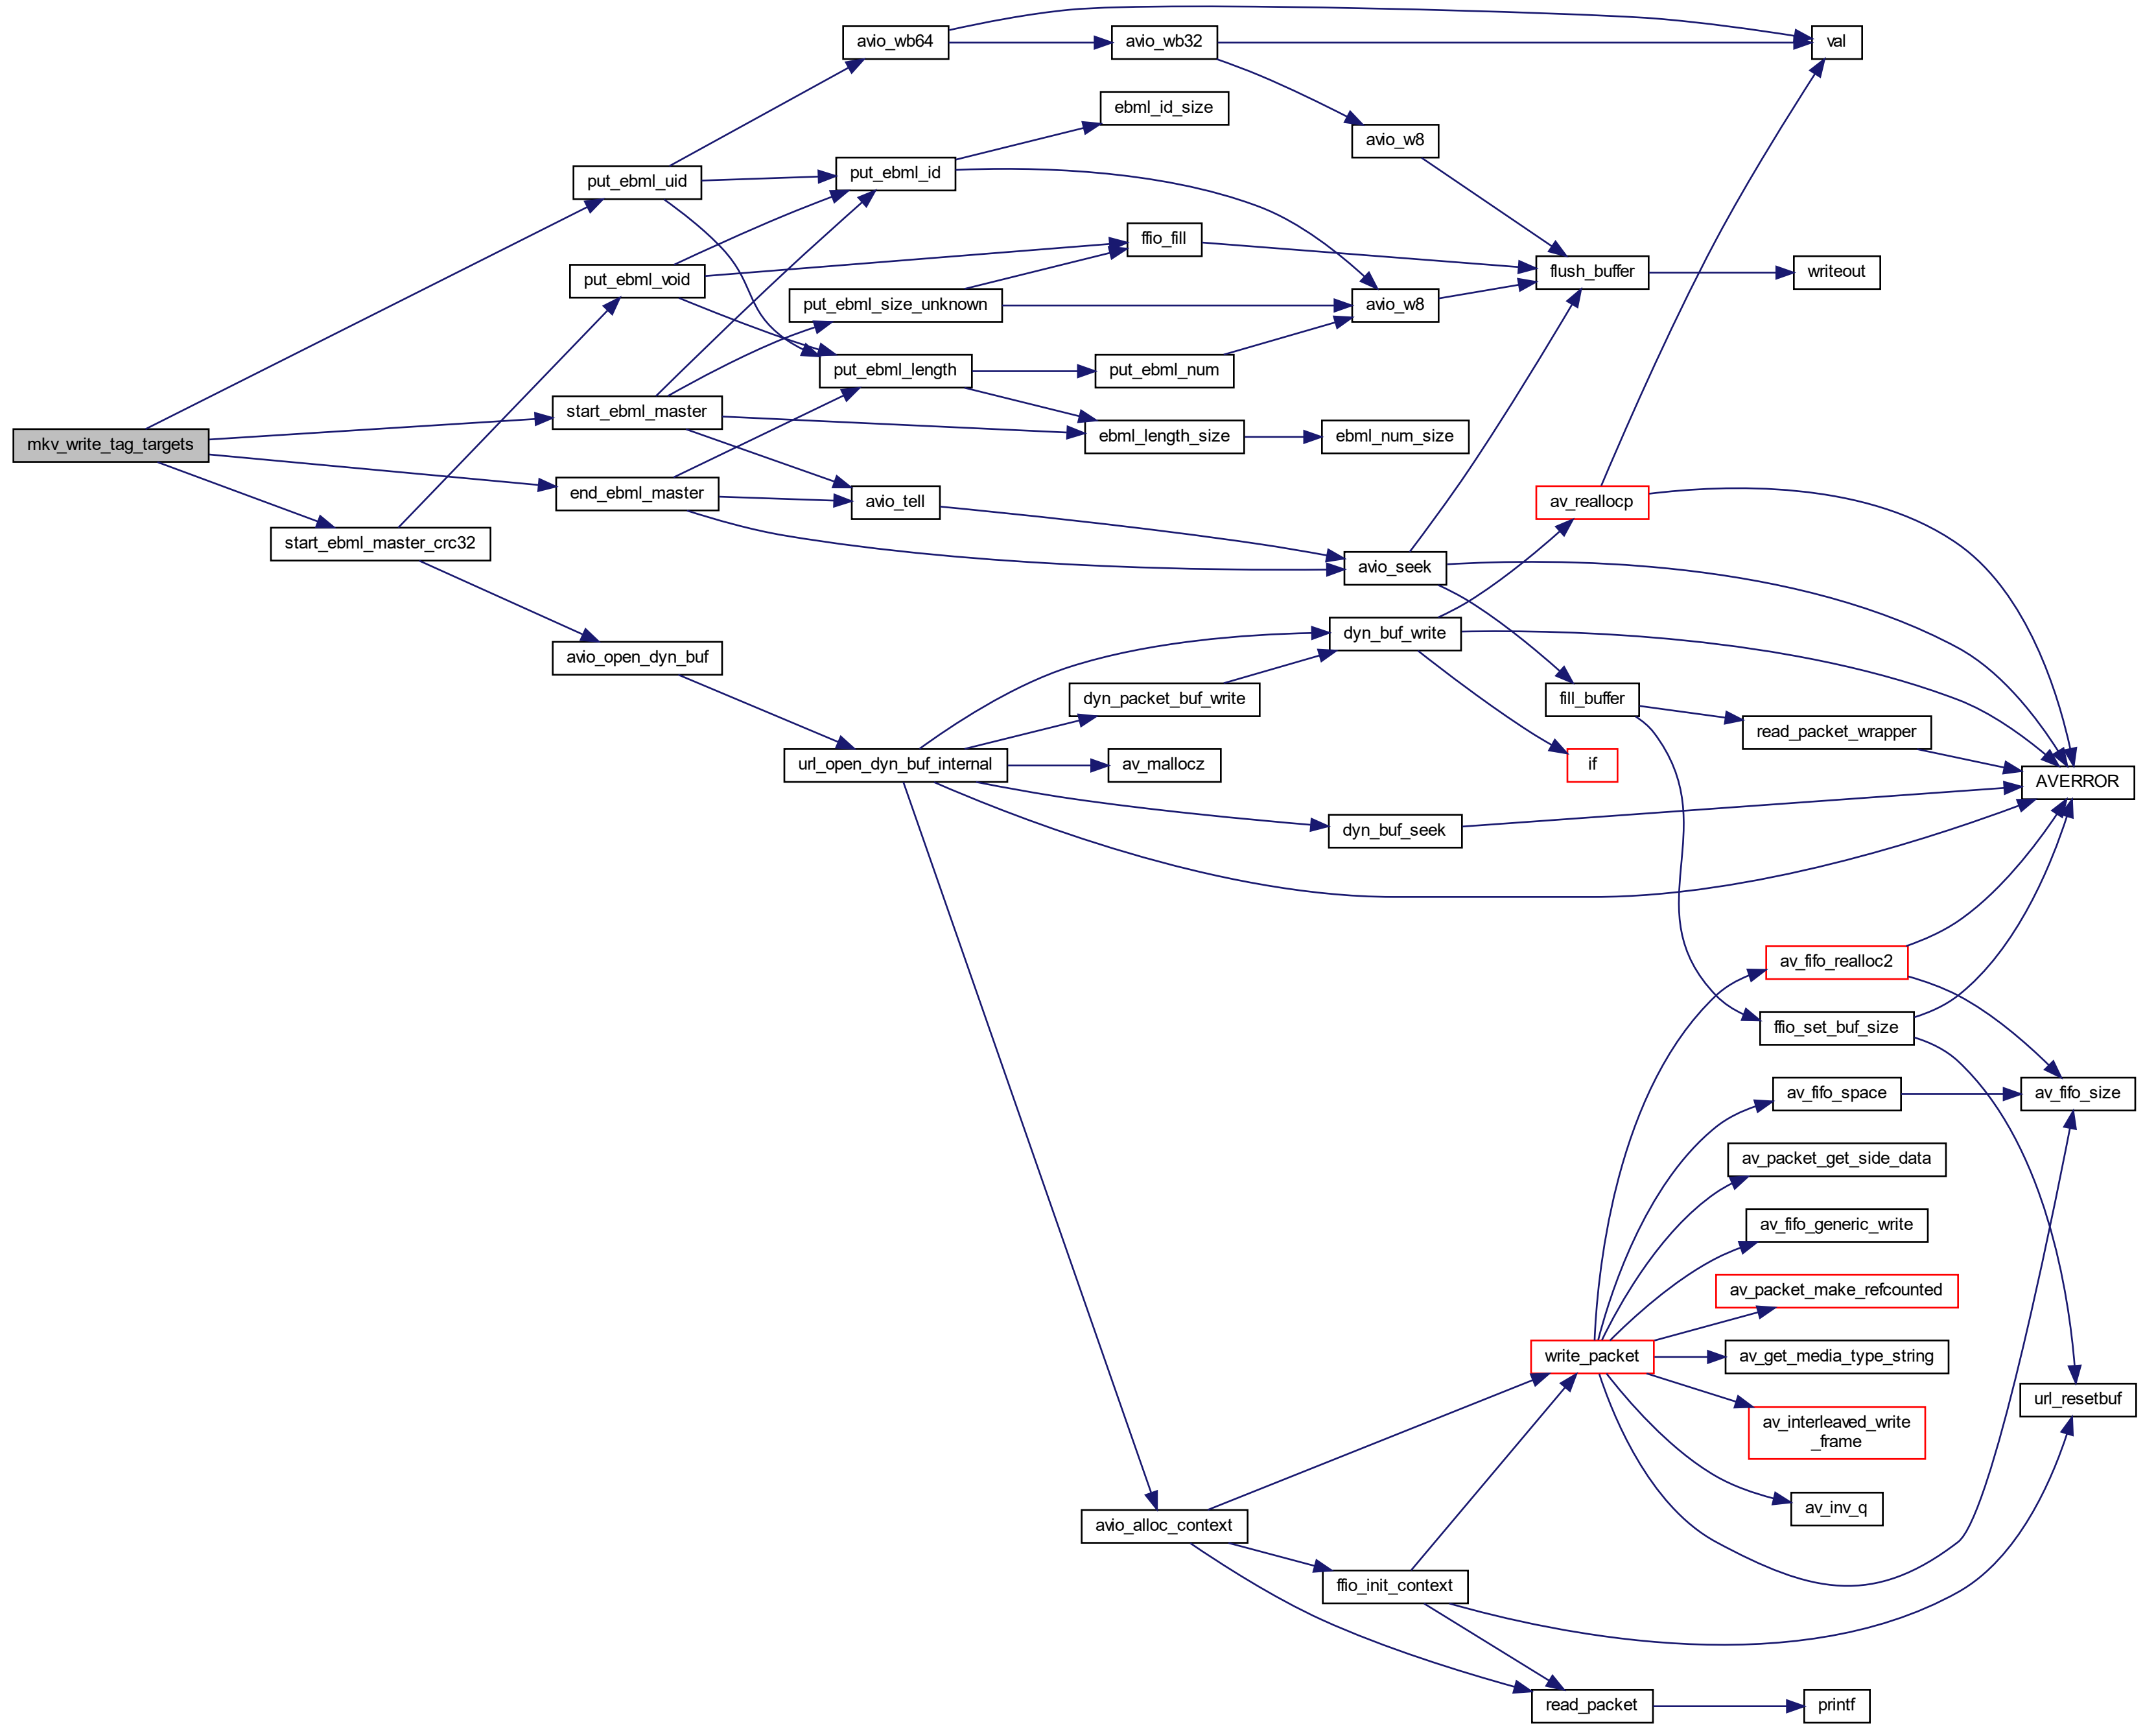 avio_wb64
avio_wb32
val
ebml_id_size
avio_w8
put_ebml_uid
put_ebml_id
ffio_fill
put_ebml_void
flush_buffer
writeout
put_ebml_size_unknown
avio_w8
put_ebml_length
put_ebml_num
start_ebml_master
mkv_write_tag_targets
ebml_length_size
ebml_num_size
end_ebml_master
avio_tell
av_reallocp
start_ebml_master_crc32
avio_seek
avio_open_dyn_buf
dyn_buf_write
dyn_packet_buf_write
fill_buffer
read_packet_wrapper
url_open_dyn_buf_internal
av_mallocz
if
AVERROR
dyn_buf_seek
av_fifo_realloc2
ffio_set_buf_size
av_fifo_space
av_fifo_size
av_packet_get_side_data
av_fifo_generic_write
av_packet_make_refcounted
write_packet
av_get_media_type_string
url_resetbuf
av_interleaved_write
_frame
av_inv_q
avio_alloc_context
ffio_init_context
read_packet
printf